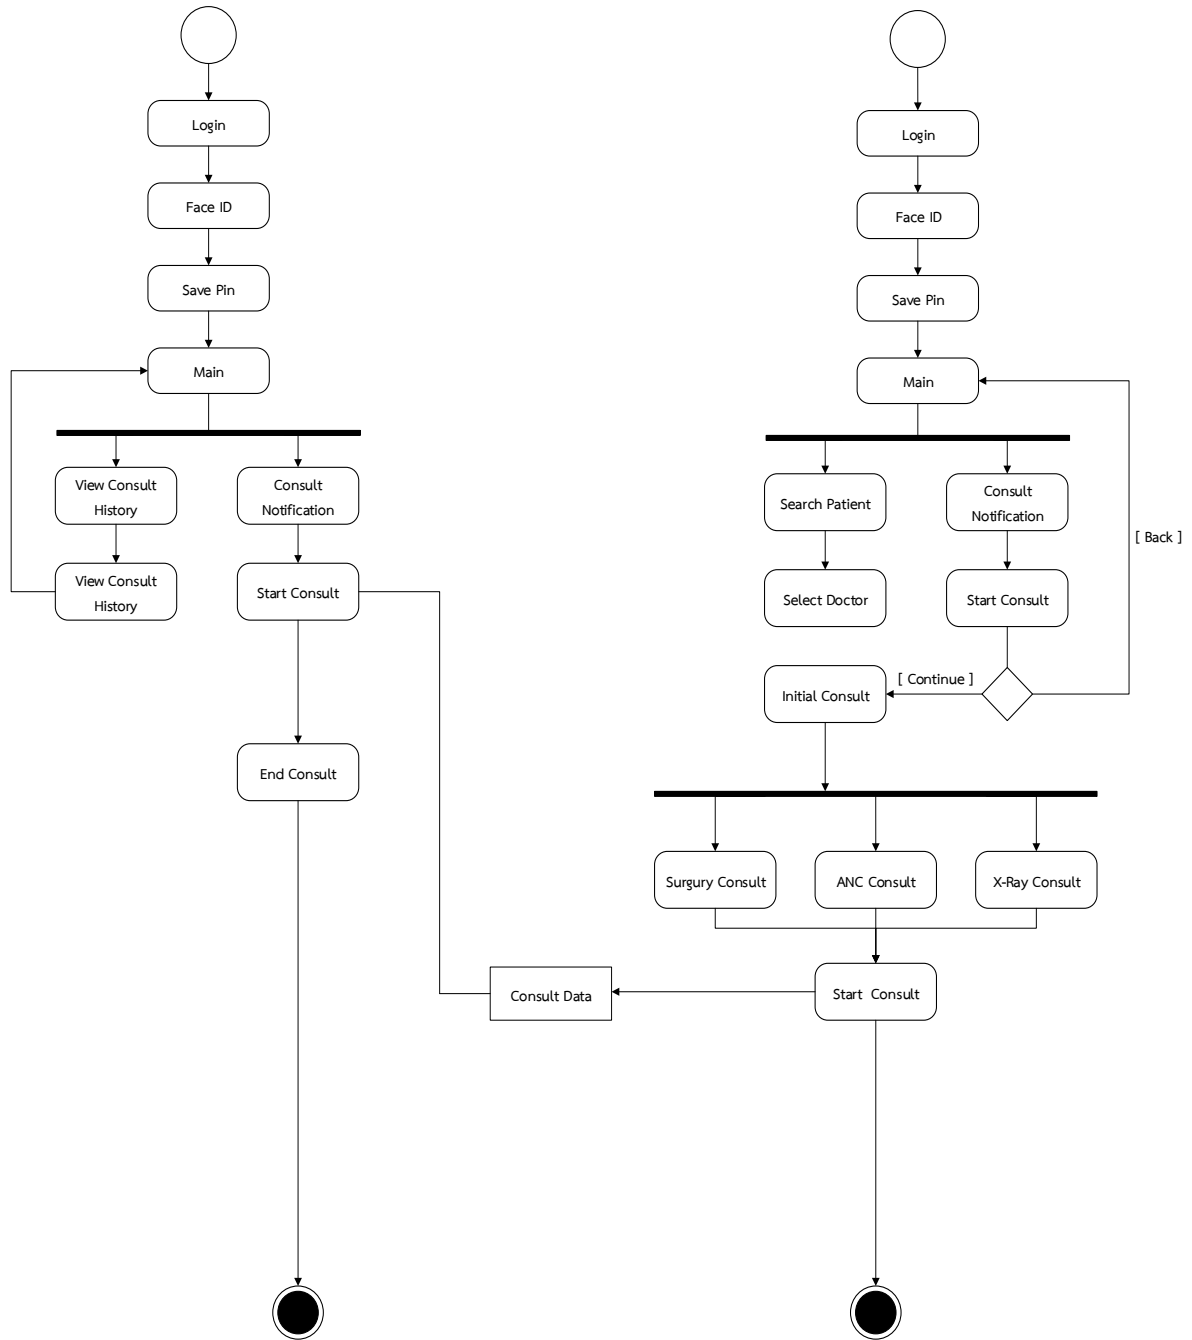 Login
Face ID
Save Pin
Main
View Consult
History
Consult
Notification
View Consult
History
Start Consult
End Consult
Login
Face ID
Save Pin
Main
Search Patient
Consult
Notification
[ Back ]
Select Doctor
Start Consult
Initial Consult
[ Continue ]
Surgury Consult
ANC Consult
X-Ray Consult
Consult Data
Start Consult